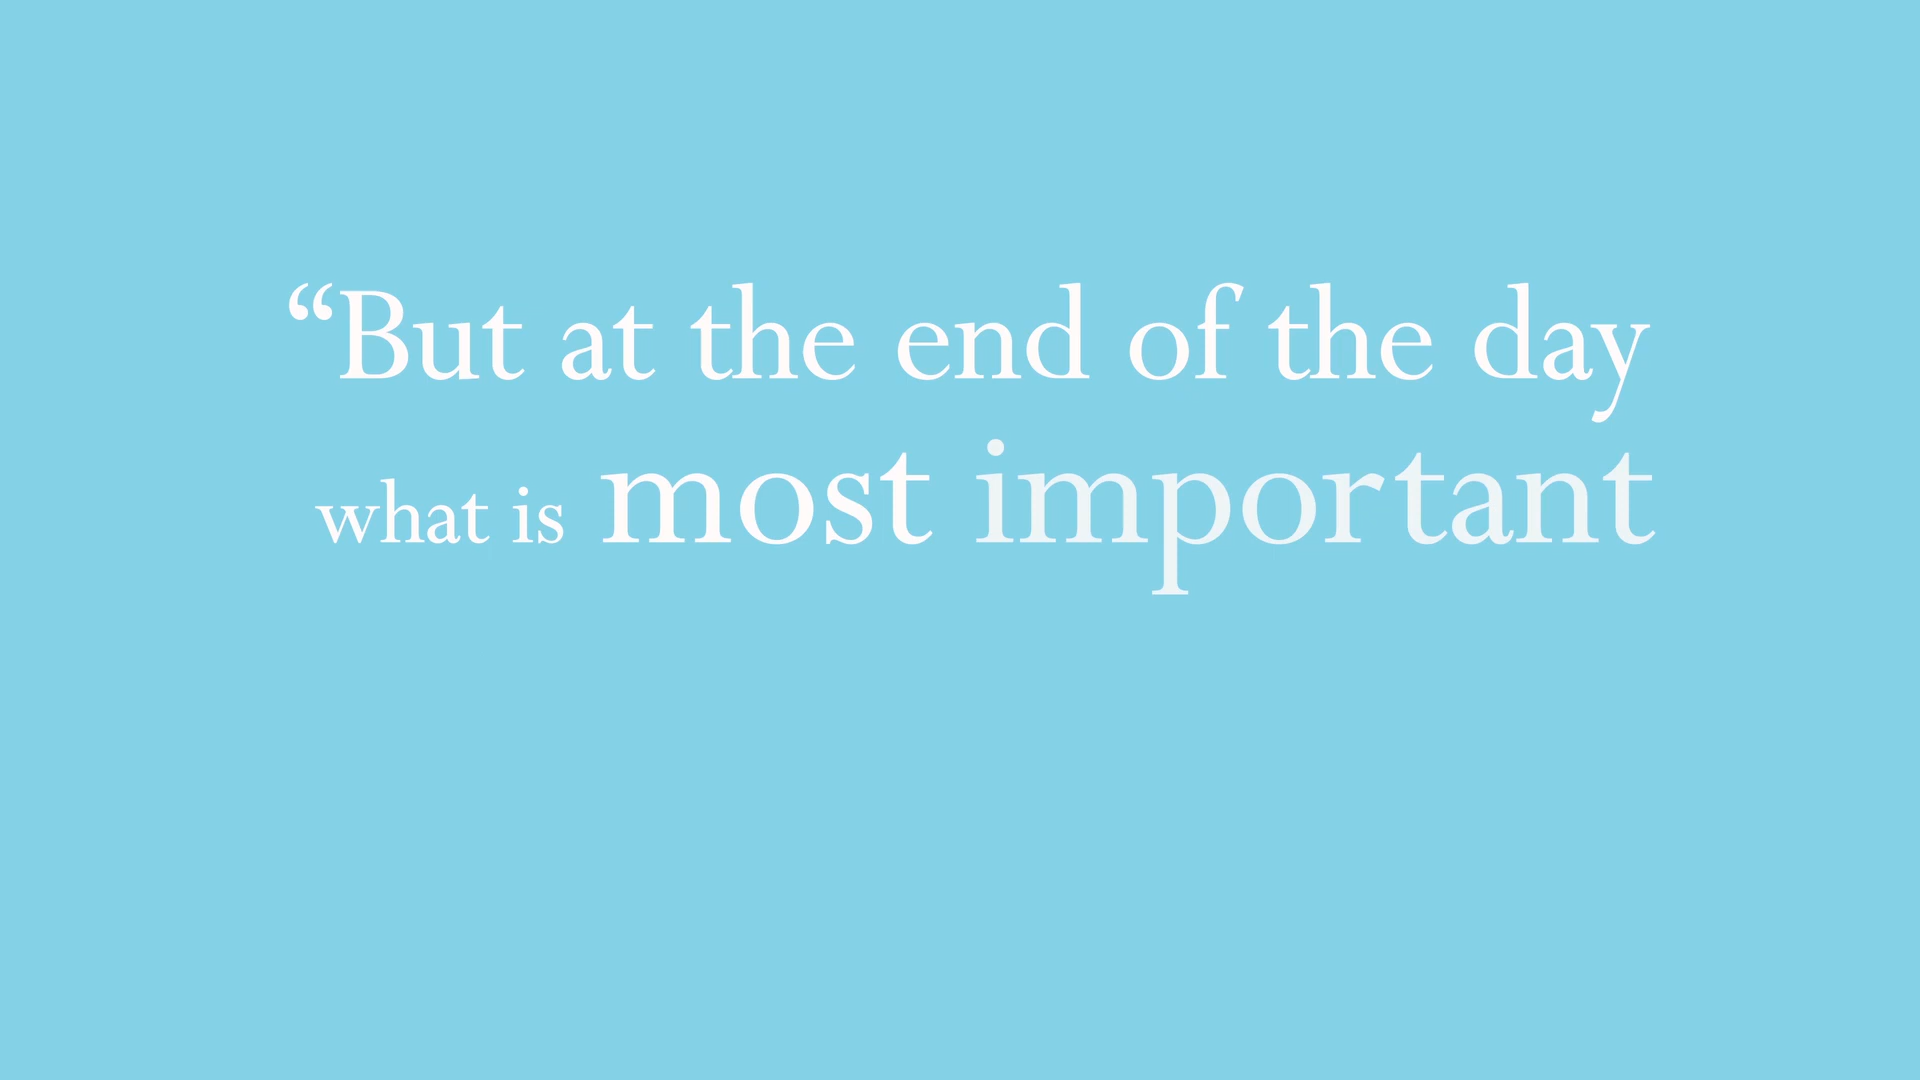 “But at the end of the day
what is most important